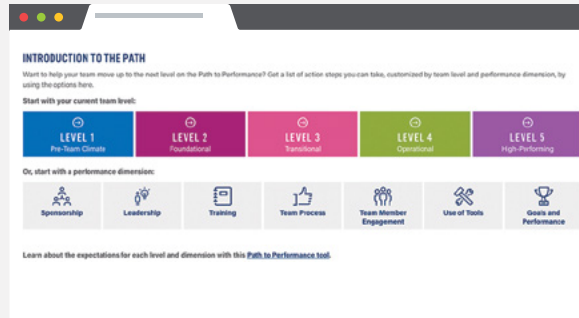 INTRODUCTION TO THE PATH
Want to help your team move up to the next level on the Path to Performance? Get a list of action steps you can take, customized by team level and performance dimension, by
using the options here.
Start with your current team level:
LEVEL 1 LEVEL 2 LEVEL 3 LEVEL 4 LEVEL 5
Pre-Team Climate Foundational Transitional Operational High-Performing
Or, start with a performance dimension:
Sponsorship Leadership Training Team Process Team Member Use of Tools Goals and
Engagement Performance
Learn about the expectations for each level and dimension with this Path to Performance tool.